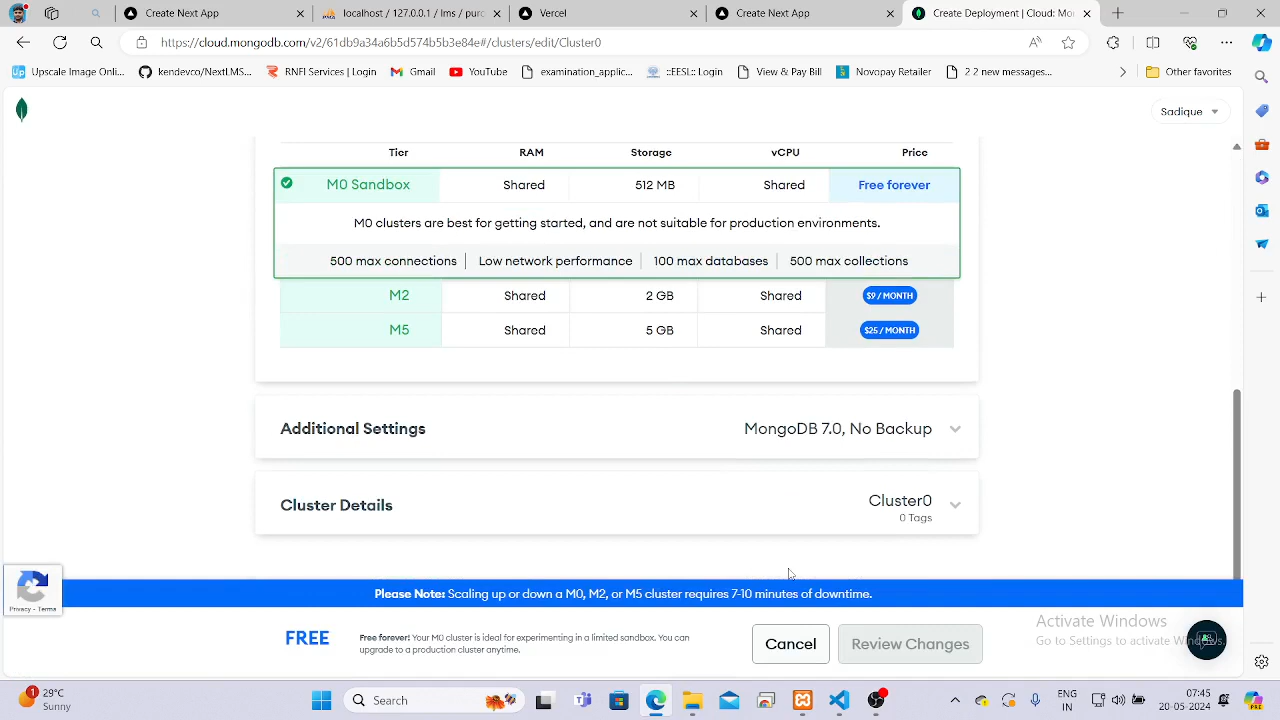 Create Next App
localhost / 127.0.0.1 / Info / purc
Vercel
Create Next App
Create Deployment | Cloud: Mon
https://cloud.mongodb.com/v2/61db9a34a6b5d574b5b3e84e#/clusters/edit/Cluster0
Upscale Image Onl...
kendevco/NextLMS...
RNFI Services | Login
Gmail
YouTube
examination_applic...
::EESL:: Login
View & Pay Bill
Novopay Retailer
2 2 new messages...
Other favorites
Sadique
Tier RAM Storage vCPU Price
M0 Sandbox Shared 512 MB Shared Free forever
M0 clusters are best for getting started, and are not suitable for production environments.
500 max connections | Low network performance | 100 max databases | 500 max collections
M2 Shared 2 GB Shared $9 / MONTH
M5 Shared 5 GB Shared $25 / MONTH
Additional Settings MongoDB 7.0, No Backup
Cluster Details Cluster0
0 Tags
Privacy - Terms
Please Note: Scaling up or down a M0, M2, or M5 cluster requires 7-10 minutes of downtime.
FREE
Free forever: Your M0 cluster is ideal for experimenting in a limited sandbox. You can
upgrade to a production cluster anytime.
Cancel
Review Changes
Activate Windows
Go to Settings to activate Windows.
1
29°C
Sunny
Search
ENG
IN
07:45
20-05-2024